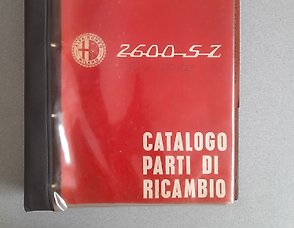 2600 SZ
CATALOGO
PARTI DI
RICAMBIO